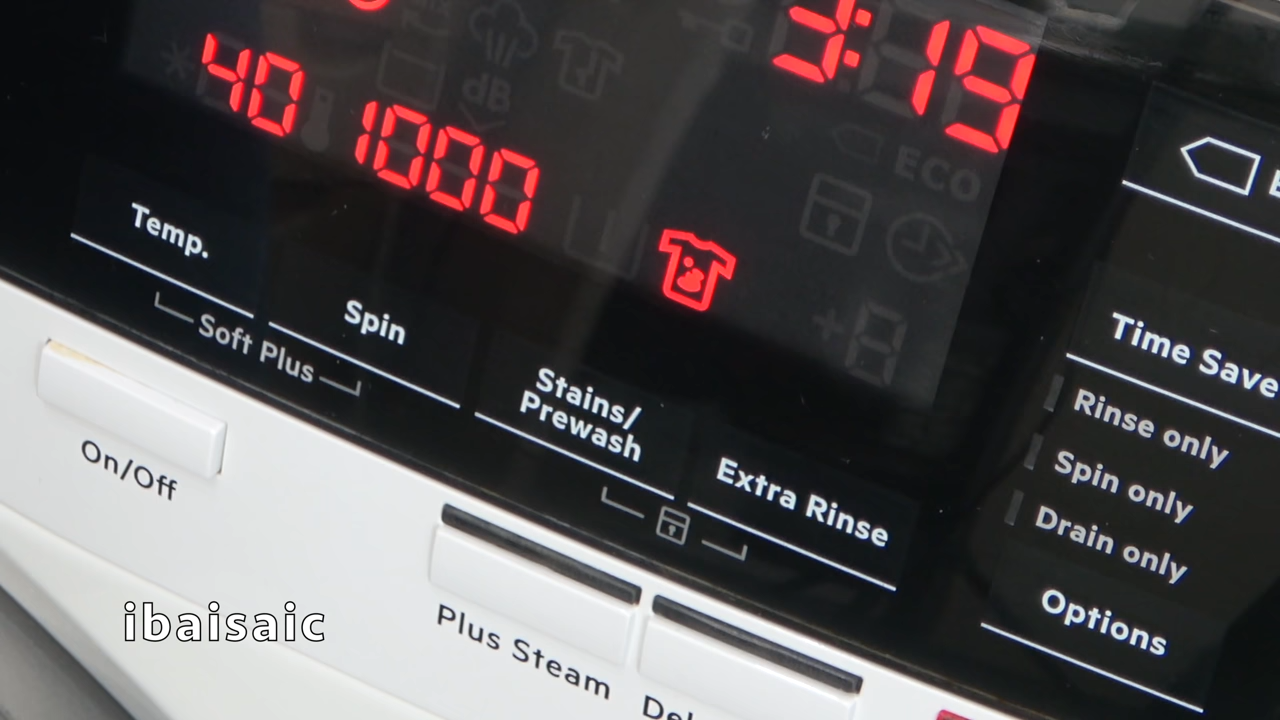 3:19
40
1000
dB
ECO
Temp.
Spin
Soft Plus
Stains/
Prewash
Extra Rinse
Time Save
Rinse only
Spin only
Drain only
Options
On/Off
Plus Steam
ibaisaic